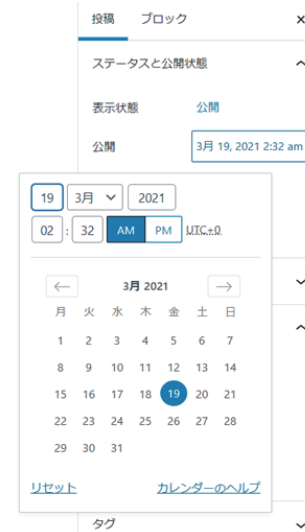 投稿 ブロック ×
ステータスと公開状態
表示状態 公開
公開 3月 19, 2021 2:32 am
19 3月 2021
02 : 32 AM PM UTC+0
← 3月 2021 →
月 火 水 木 金 土 日
1 2 3 4 5 6 7
8 9 10 11 12 13 14
15 16 17 18 19 20 21
22 23 24 25 26 27 28
29 30 31
リセット カレンダーのヘルプ
タグ